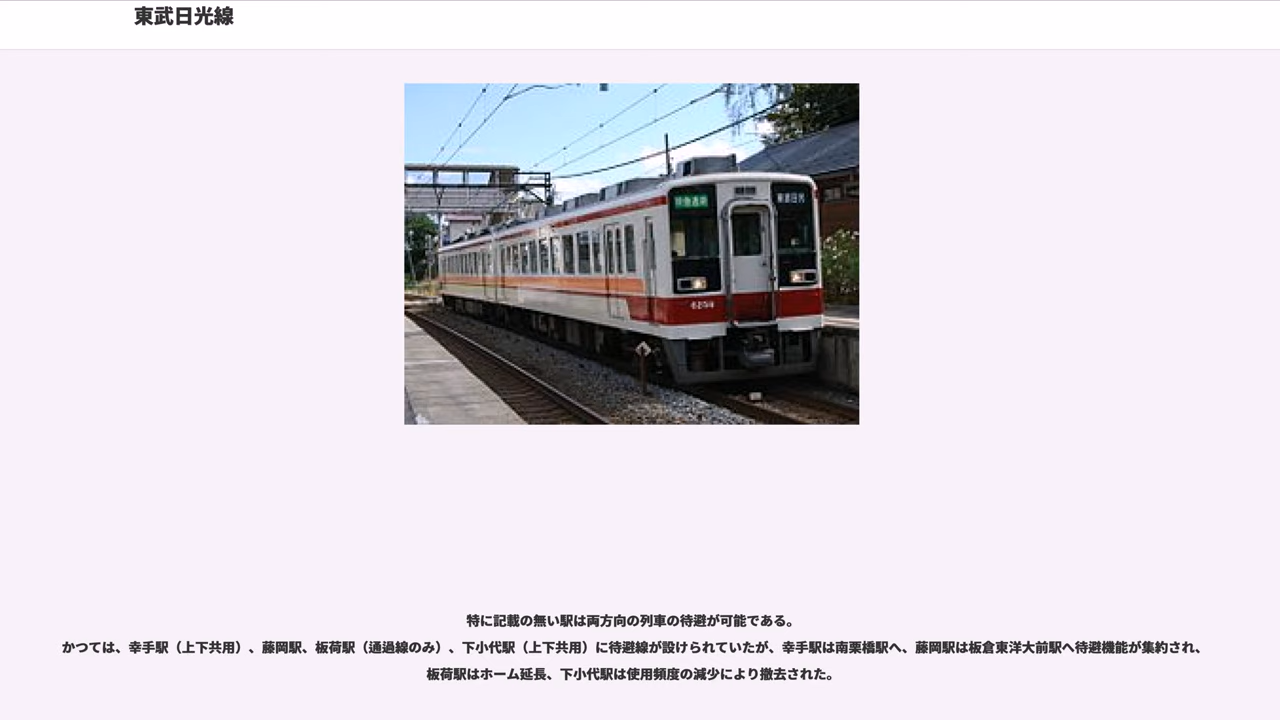 東武日光線
東武日光
特に記載の無い駅は両方向の列車の待避が可能である。
かつては、幸手駅（上下共用）、藤岡駅、板荷駅（通過線のみ）、下小代駅（上下共用）に待避線が設けられていたが、幸手駅は南栗橋駅へ、藤岡駅は板倉東洋大前駅へ待避機能が集約され、
板荷駅はホーム延長、下小代駅は使用頻度の減少により撤去された。